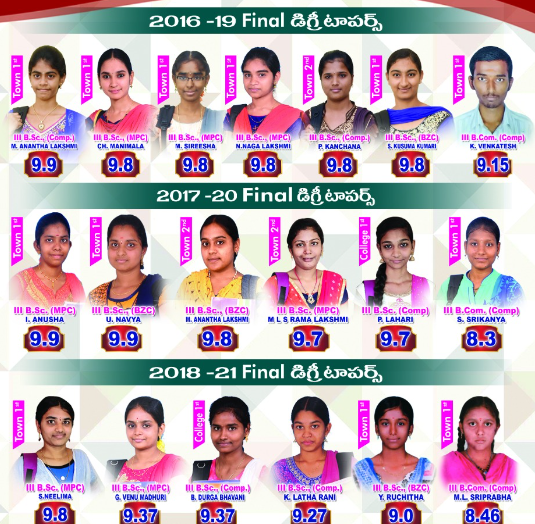 2016 -19 Final డిగ్రీ టాపర్స్
Town 1st Town 1st Town 1st Town 1st Town 2nd Town 1st Town 1st
III B.Sc., (Comp.) III B.Sc., (MPC) III B.Sc., (MPC) III B.Sc., (MPC) III B.Sc., (Comp.) III B.Sc., (BZC) III B.Com. (Comp.)
M. ANANTHA LAKSHMI CH. MANIMALA M. SIREESHA N.NAGA LAKSHMI P. KANCHANA S. KUSUMA KUMARI K. VENKATESH
9.9 9.8 9.8 9.8 9.8 9.8 9.15
2017 -20 Final డిగ్రీ టాపర్స్
Town 1st Town 1st Town 2nd Town 2nd College 1st Town 1st
III B.Sc., (MPC) III B.Sc., (BZC) III B.Sc., (BZC) III B.Sc., (MPC) III B.Sc., (Comp) III B.Com. (Comp)
I. ANUSHA U. NAVYA M. ANANTHA LAKSHMI M L S RAMA LAKSHMI P. LAHARI S. SRIKANYA
9.9 9.9 9.8 9.7 9.7 8.3
2018 -21 Final డిగ్రీ టాపర్స్
Town 1st Town 1st College 1st Town 1st Town 1st Town 1st
III B.Sc., (MPC) III B.Sc., (MPC) III B.Sc., (Comp) III B.Sc., (Comp.) III B.Sc., (BZC) III B.Com. (Comp)
S.NEELIMA G. VENU MADHURI B. DURGA BHAVANI K. LATHA RANI Y. RUCHITHA M.L. SRIPRABHA
9.8 9.37 9.37 9.27 9.0 8.46